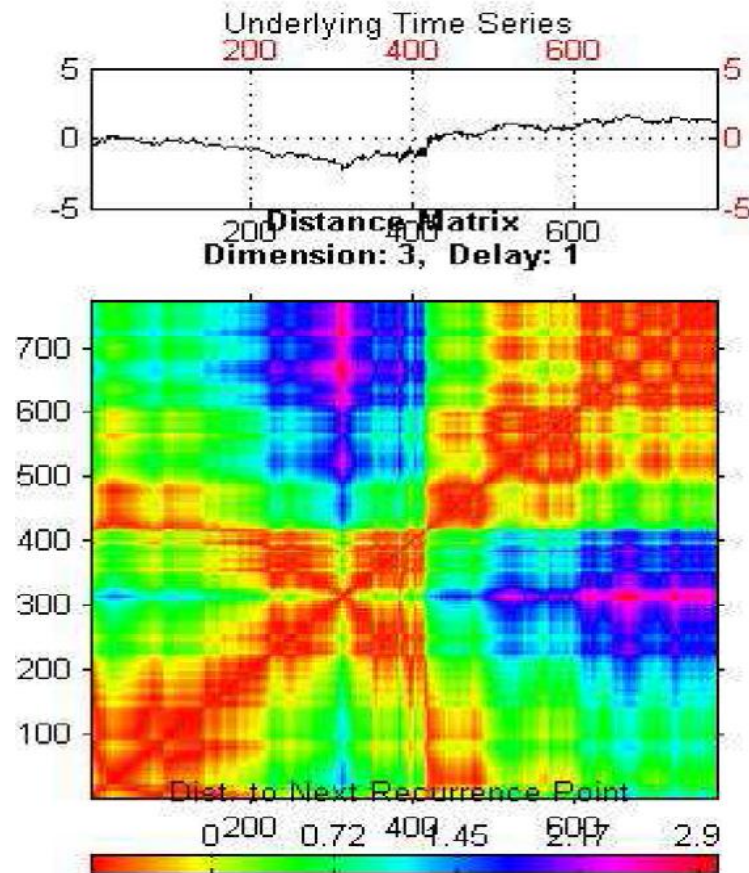 Underlying Time Series
200 400 600
5 5
0 0
-5 -5
200 400 600
Distance Matrix
Dimension: 3, Delay: 1
700
600
500
400
300
200
100
Dist. to Next Recurrence Point
200 400 600
0 0.72 1.45 2.17 2.9